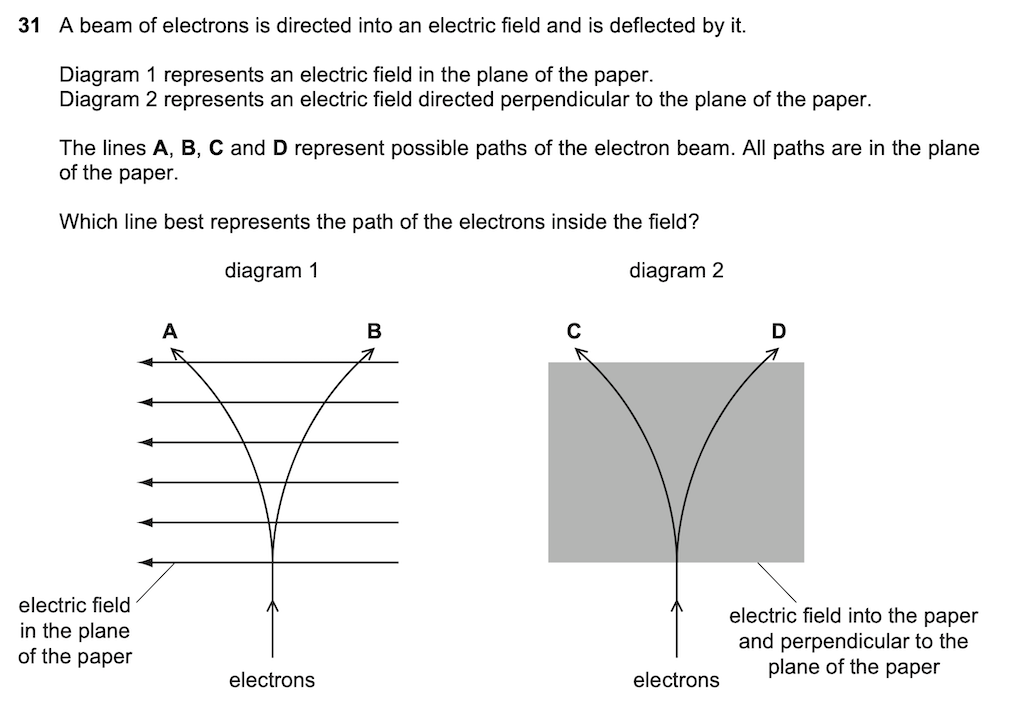 31 A beam of electrons is directed into an electric field and is deflected by it.
Diagram 1 represents an electric field in the plane of the paper.
Diagram 2 represents an electric field directed perpendicular to the plane of the paper.
The lines A, B, C and D represent possible paths of the electron beam. All paths are in the plane
of the paper.
Which line best represents the path of the electrons inside the field?
diagram 1
A
B
electric field
in the plane
of the paper
electrons
diagram 2
C
D
electrons
electric field into the paper
and perpendicular to the
plane of the paper